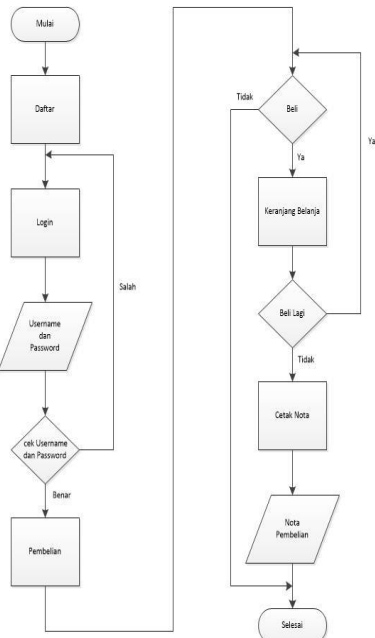 Mulai
Daftar
Login
Salah
Username
dan
Password
cek Username
dan Password
Benar
Pembelian
Tidak
Beli
Ya
Ya
Keranjang Belanja
Beli Lagi
Tidak
Cetak Nota
Nota
Pembelian
Selesai